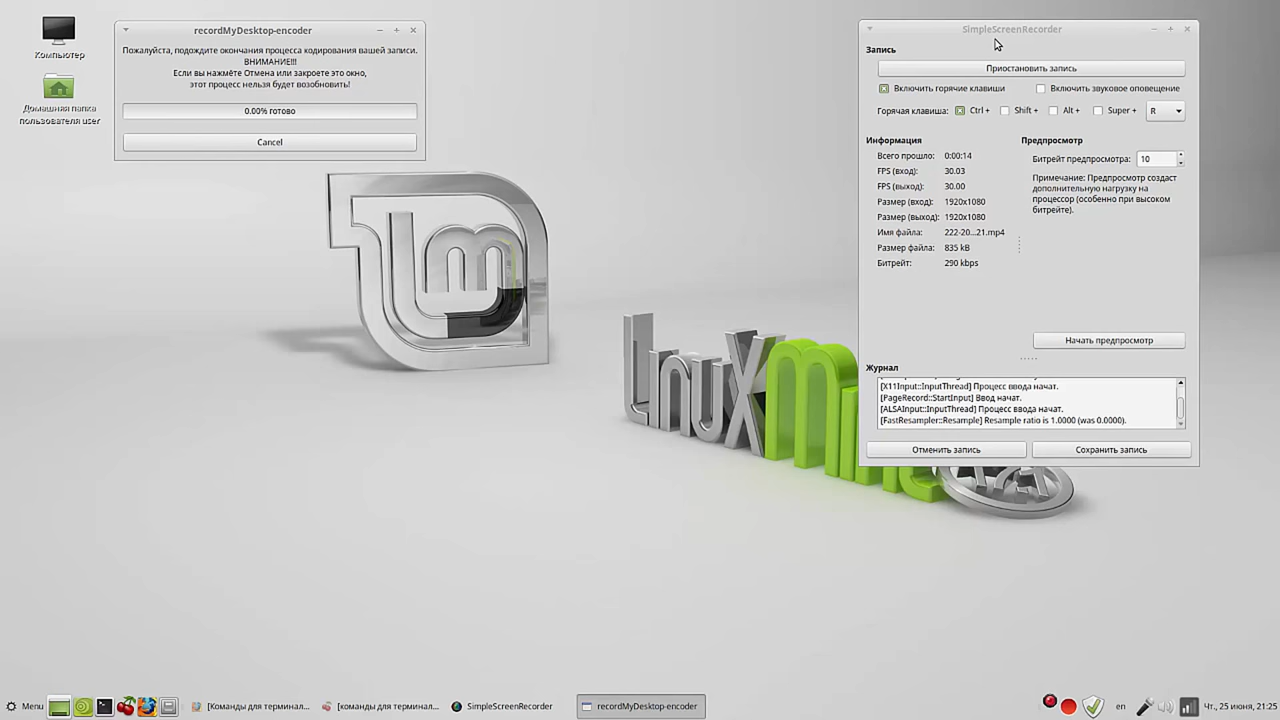 Компьютер
Домашняя папка
пользователя user
recordMyDesktop-encoder
Пожалуйста, подождите окончания процесса кодирования вашей записи.
ВНИМАНИЕ!!!
Если вы нажмёте Отмена или закроете это окно,
этот процесс нельзя будет возобновить!
0.00% готово
Cancel
Linux Mint
SimpleScreenRecorder
Запись
Приостановить запись
Включить горячие клавиши
Включить звуковое оповещение
Горячая клавиша: Ctrl + Shift + Alt + Super + R
Информация
Всего прошло: 0:00:14
FPS (вход): 30.03
FPS (выход): 30.00
Размер (вход): 1920x1080
Размер (выход): 1920x1080
Имя файла: 222-20...21.mp4
Размер файла: 835 kB
Битрейт: 290 kbps
Предпросмотр
Битрейт предпросмотра: 10
Примечание: Предпросмотр создаст
дополнительную нагрузку на
процессор (особенно при высоком
битрейте).
Начать предпросмотр
Журнал
[X11Input::InputThread] Процесс ввода начат.
[PageRecord::StartInput] Ввод начат.
[ALSAInput::InputThread] Процесс ввода начат.
[FastResampler::Resample] Resample ratio is 1.0000 (was 0.0000).
Отменить запись
Сохранить запись
Menu
[Команды для терминал...
[команды для терминал...
SimpleScreenRecorder
recordMyDesktop-encoder
en
Чт, 25 июня, 21:25